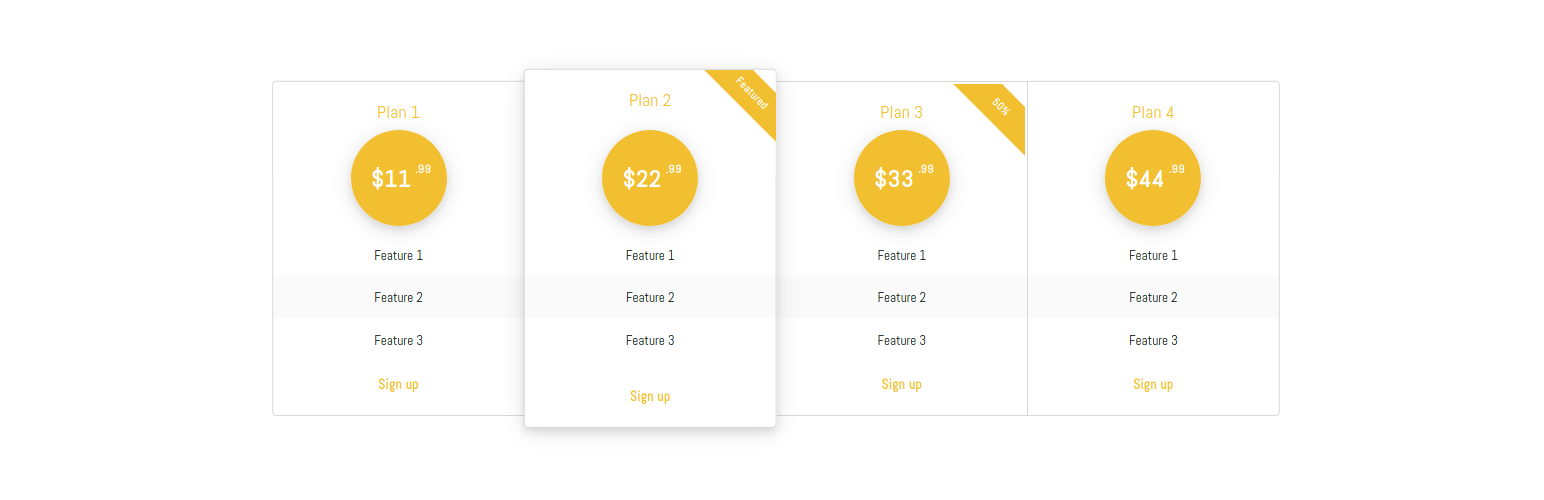 Plan 1
$11 .99
Feature 1
Feature 2
Feature 3
Sign up
Featured
Plan 2
$22 .99
Feature 1
Feature 2
Feature 3
Sign up
50%
Plan 3
$33 .99
Feature 1
Feature 2
Feature 3
Sign up
Plan 4
$44 .99
Feature 1
Feature 2
Feature 3
Sign up